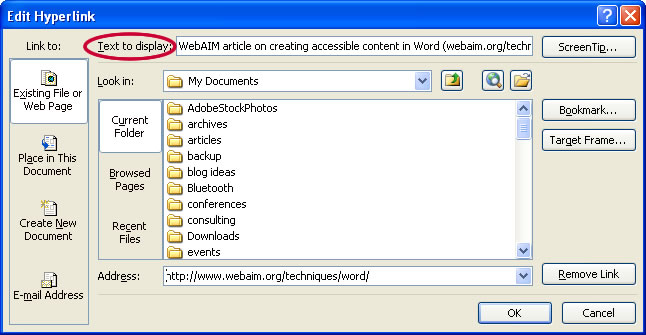 Edit Hyperlink
Link to:
Text to display:
WebAIM article on creating accessible content in Word (webaim.org/techr
ScreenTip...
Existing File or
Web Page
Place in This
Document
Create New
Document
E-mail Address
Look in:
My Documents
Current
Folder
Browsed
Pages
Recent
Files
AdobeStockPhotos
archives
articles
backup
blog ideas
Bluetooth
conferences
consulting
Downloads
events
Bookmark...
Target Frame...
Address:
http://www.webaim.org/techniques/word/
Remove Link
OK
Cancel